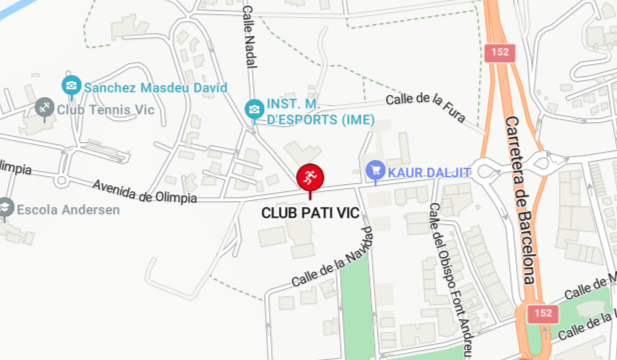 Calle Nadal
152
Sanchez Masdeu David
Club Tennis Vic
INST. M.
D'ESPORTS (IME)
Calle de la Fura
Carretera de Barcelona
limpia
Avenida de Olimpia
KAUR DALJIT
Escola Andersen
CLUB PATI VIC
Calle de la Navidad
Calle del Obispo Font Andreu
Calle de M
152
Calle de la